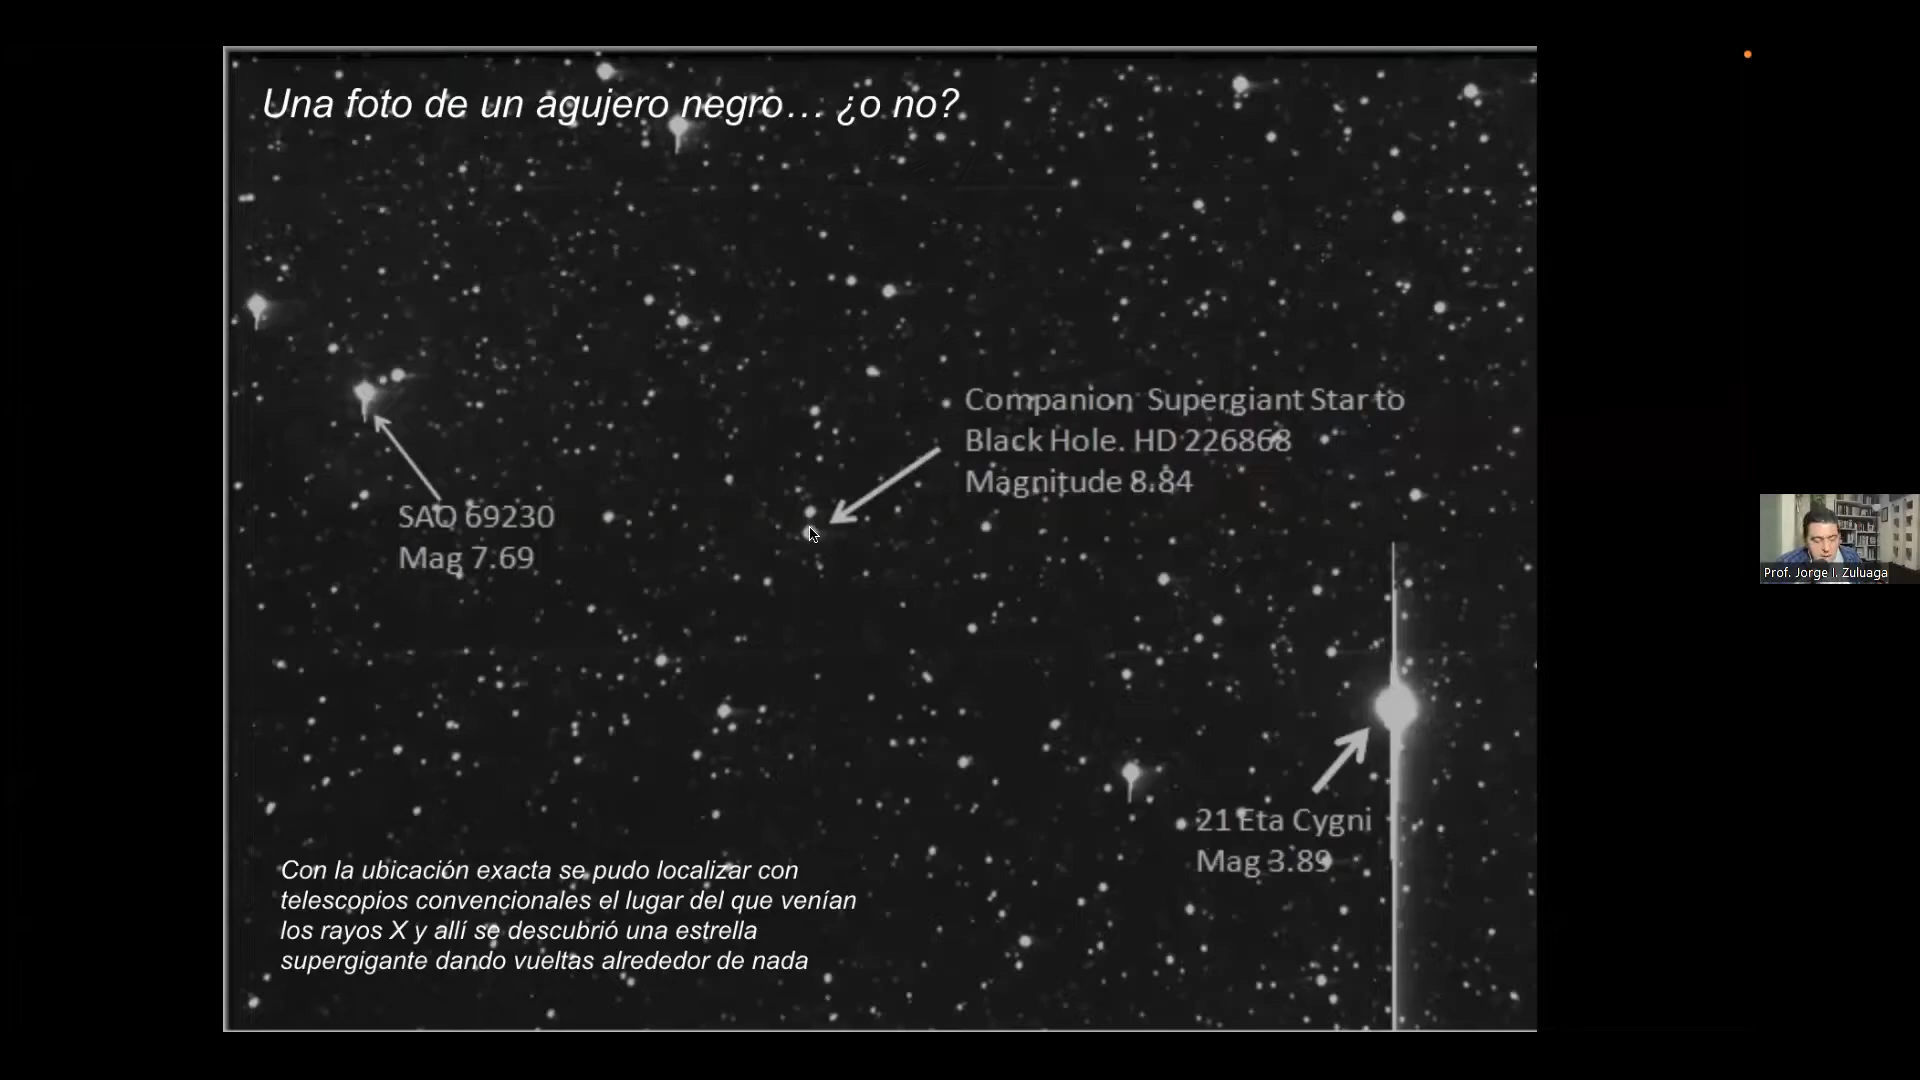 Una foto de un agujero negro… ¿o no?
Companion Supergiant Star to
Black Hole. HD 226868
Magnitude 8.84
SAO 69230
Mag 7.69
21 Eta Cygni
Mag 3.89
Con la ubicación exacta se pudo localizar con
telescopios convencionales el lugar del que venían
los rayos X y allí se descubrió una estrella
supergigante dando vueltas alrededor de nada
Prof. Jorge I. Zuluaga